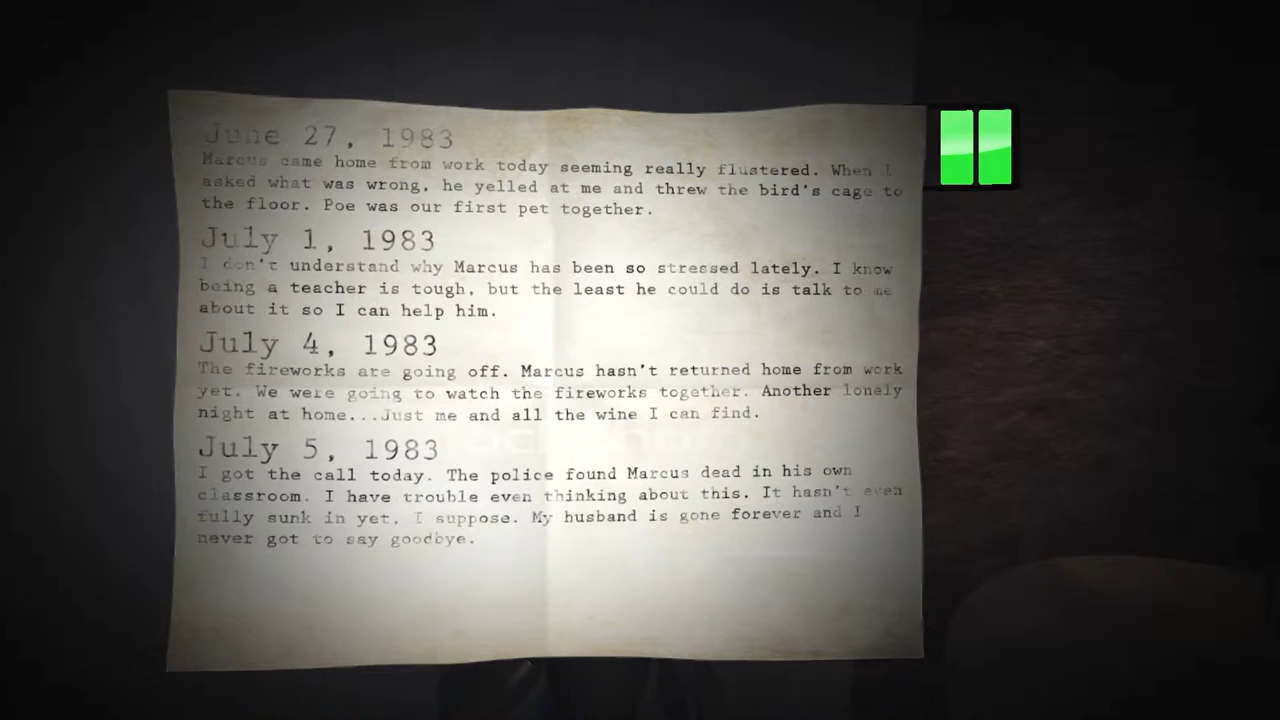 June 27, 1983
Marcus came home from work today seeming really flustered. When I
asked what was wrong, he yelled at me and threw the bird's cage to
the floor. Poe was our first pet together.
July 1, 1983
I don't understand why Marcus has been so stressed lately. I know
being a teacher is tough, but the least he could do is talk to me
about it so I can help him.
July 4, 1983
The fireworks are going off. Marcus hasn't returned home from work
yet. We were going to watch the fireworks together. Another lonely
night at home...Just me and all the wine I can find.
July 5, 1983
I got the call today. The police found Marcus dead in his own
classroom. I have trouble even thinking about this. It hasn't even
fully sunk in yet, I suppose. My husband is gone forever and I
never got to say goodbye.